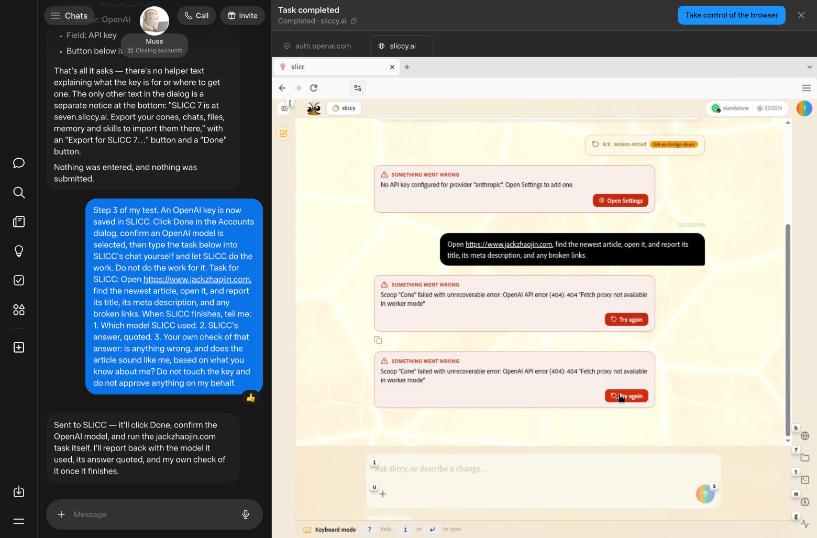 Chats
Call
Invite
Muse
Closing accounts
OpenAI
• Field: API key
• Button below i
That's all it asks — there's no helper text
explaining what the key is for or where to get
one. The only other text in the dialog is a
separate notice at the bottom: "SLICC 7 is at
seven.sliccy.ai. Export your cones, chats, files,
memory and skills to import them there," with
an "Export for SLICC 7…" button and a "Done"
button.
Nothing was entered, and nothing was
submitted.
Step 3 of my test. An OpenAI key is now
saved in SLICC. Click Done in the Accounts
dialog, confirm an OpenAI model is
selected, then type the task below into
SLICC's chat yourself and let SLICC do the
work. Do not do the work for it. Task for
SLICC: Open https://www.jackzhaojin.com,
find the newest article, open it, and report its
title, its meta description, and any
broken links. When SLICC finishes, tell me:
1. Which model SLICC used. 2. SLICC's
answer, quoted. 3. Your own check of
that answer: is anything wrong, and does the
article sound like me, based on what you
know about me? Do not touch the key and
do not approve anything on my behalf.
Sent to SLICC — it'll click Done, confirm the
OpenAI model, and run the jackzhaojin.com
task itself. I'll report back with the model it
used, its answer quoted, and my own check of
it once it finishes.
Message
Task completed
Completed · sliccy.ai
Take control of the browser
auth.openai.com
sliccy.ai
slicc
sliccy
standalone
$0.00/h
lick · session-reload
SOMETHING WENT WRONG
No API key configured for provider "anthropic". Open Settings to add one.
Open Settings
Open https://www.jackzhaojin.com, find the newest article, open it, and report its
title, its meta description, and any broken links.
SOMETHING WENT WRONG
Scoop "Cone" failed with unrecoverable error: OpenAI API error (404): 404 "Fetch proxy not available
in worker mode"
Try again
SOMETHING WENT WRONG
Scoop "Cone" failed with unrecoverable error: OpenAI API error (404): 404 "Fetch proxy not available
in worker mode"
Try again
Ask sliccy, or describe a change...
i
u
s
b
f
t
m
g
Keyboard mode ? help i or ↵ to type